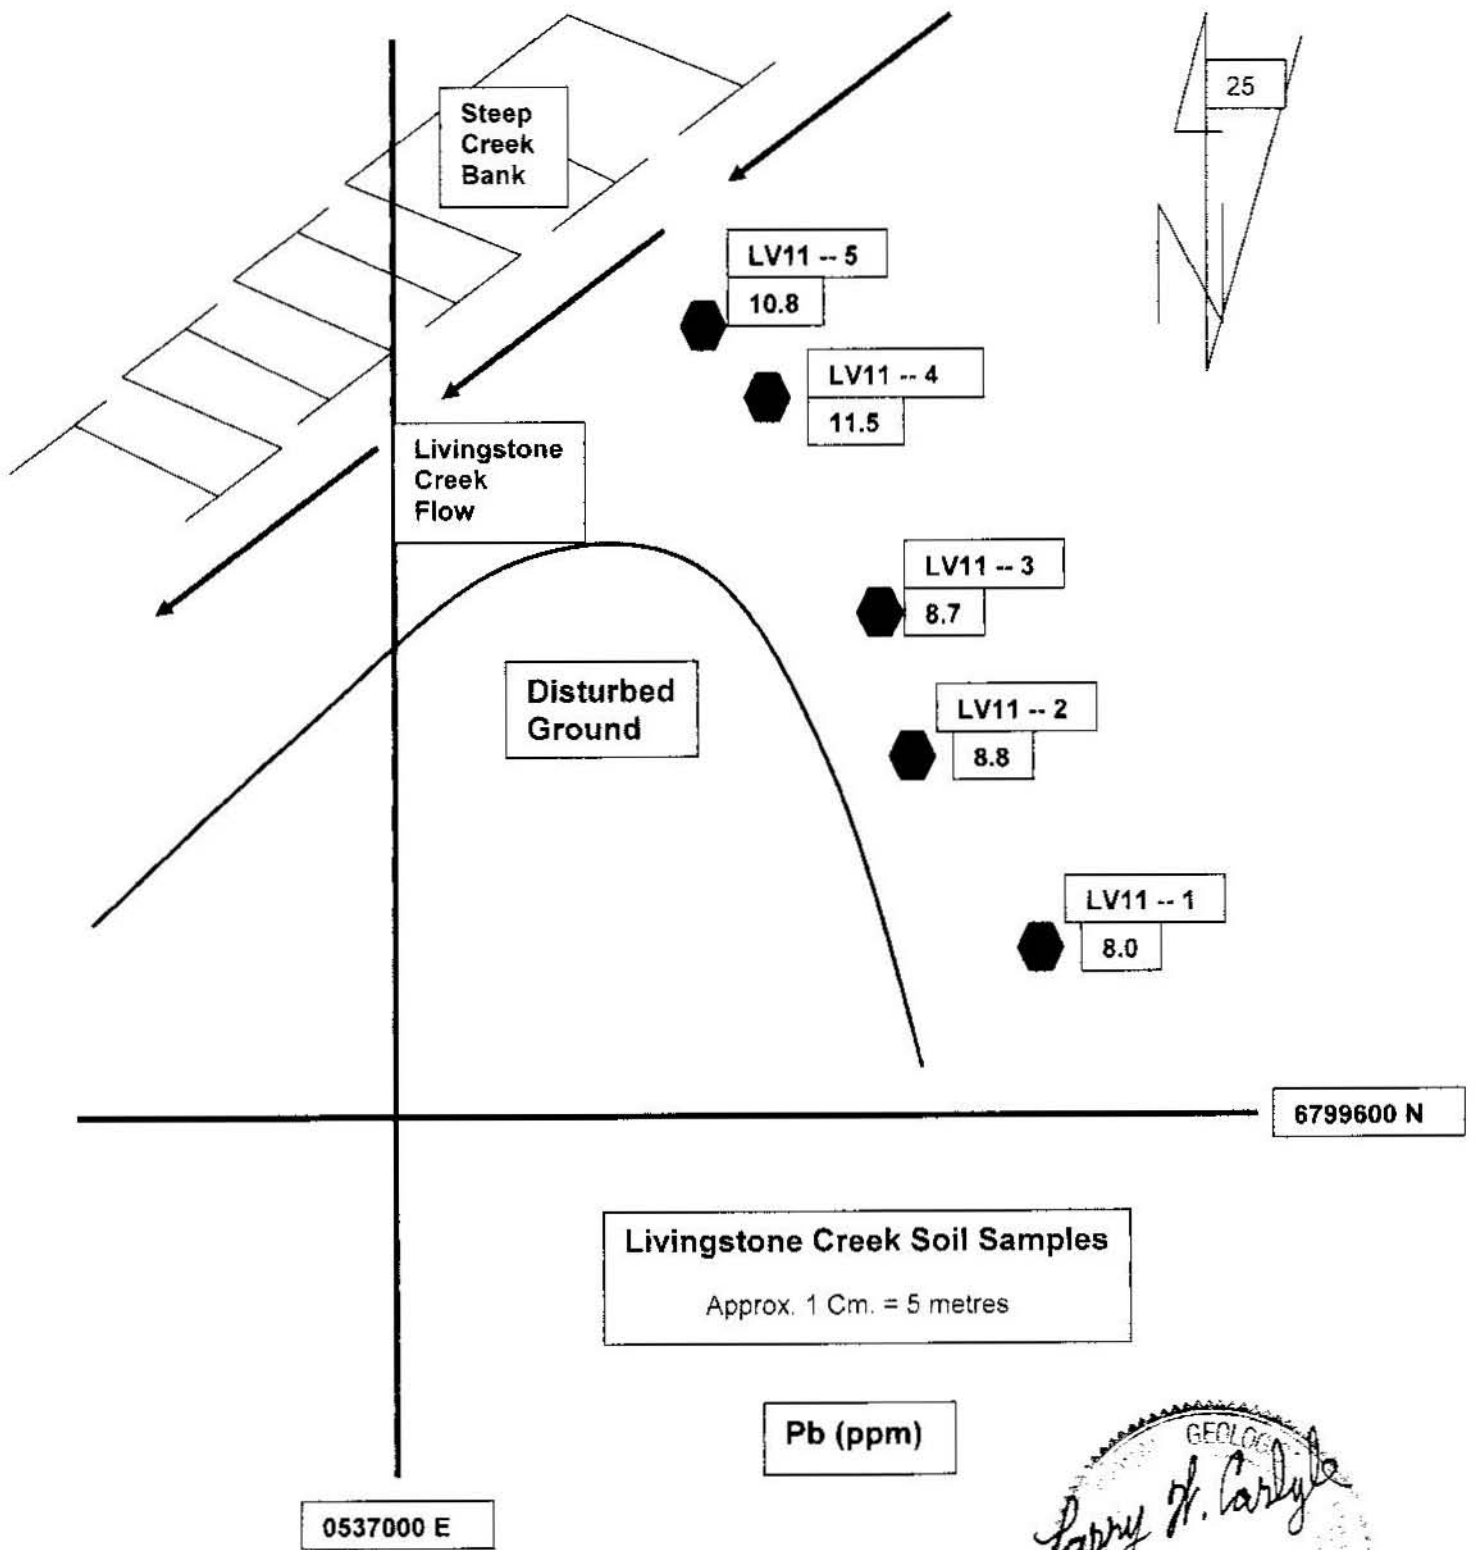 Steep
Creek
Bank
25
LV11 -- 5
10.8
LV11 -- 4
11.5
Livingstone
Creek
Flow
LV11 -- 3
8.7
Disturbed
Ground
LV11 -- 2
8.8
LV11 -- 1
8.0
6799600 N
Livingstone Creek Soil Samples
Approx. 1 Cm. = 5 metres
Pb (ppm)
Larry W. Carlyle
0537000 E